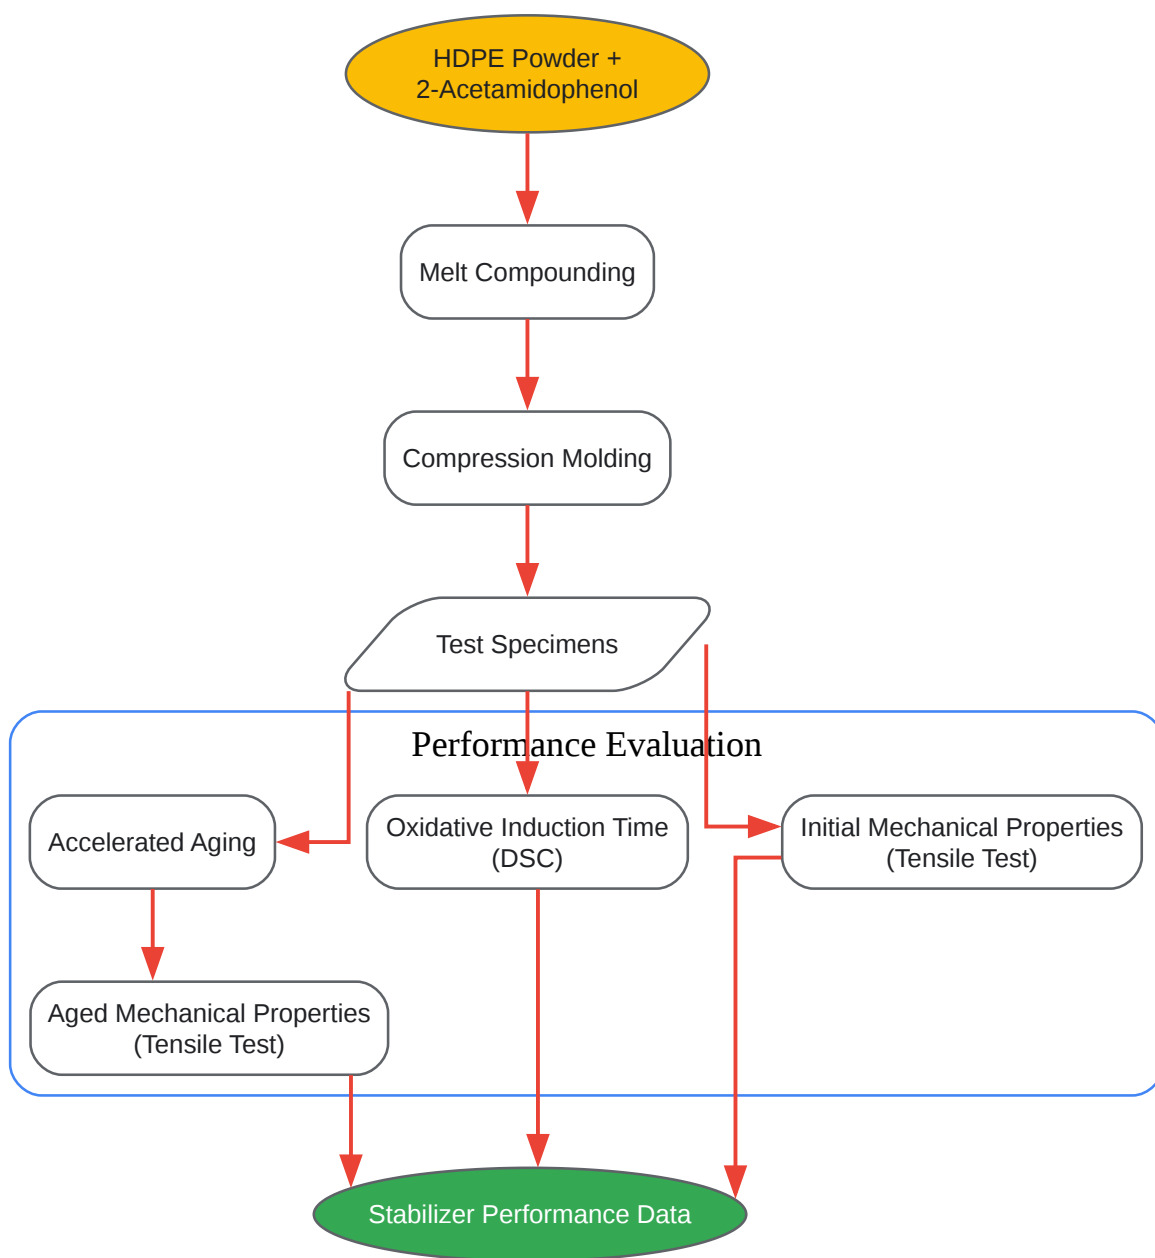 HDPE Powder +
2-Acetamidophenol
Melt Compounding
Compression Molding
Test Specimens
Performance Evaluation
Accelerated Aging
Oxidative Induction Time
(DSC)
Initial Mechanical Properties
(Tensile Test)
Aged Mechanical Properties
(Tensile Test)
Stabilizer Performance Data